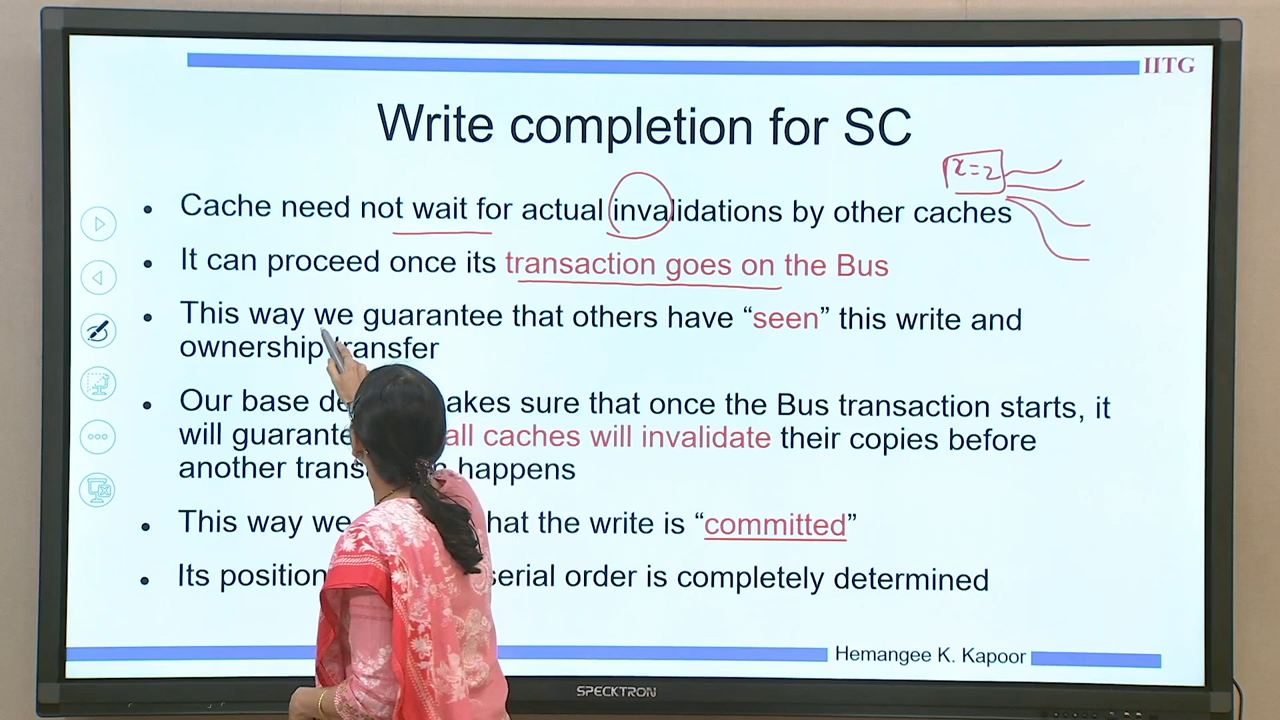 IITG
Write completion for SC
x=2
• Cache need not wait for actual invalidations by other caches
• It can proceed once its transaction goes on the Bus
• This way we guarantee that others have “seen” this write and
ownership transfer
• Our base de akes sure that once the Bus transaction starts, it
will guarante all caches will invalidate their copies before
another trans n happens
• This way we hat the write is “committed”
• Its position serial order is completely determined
Hemangee K. Kapoor
SPECKTRON